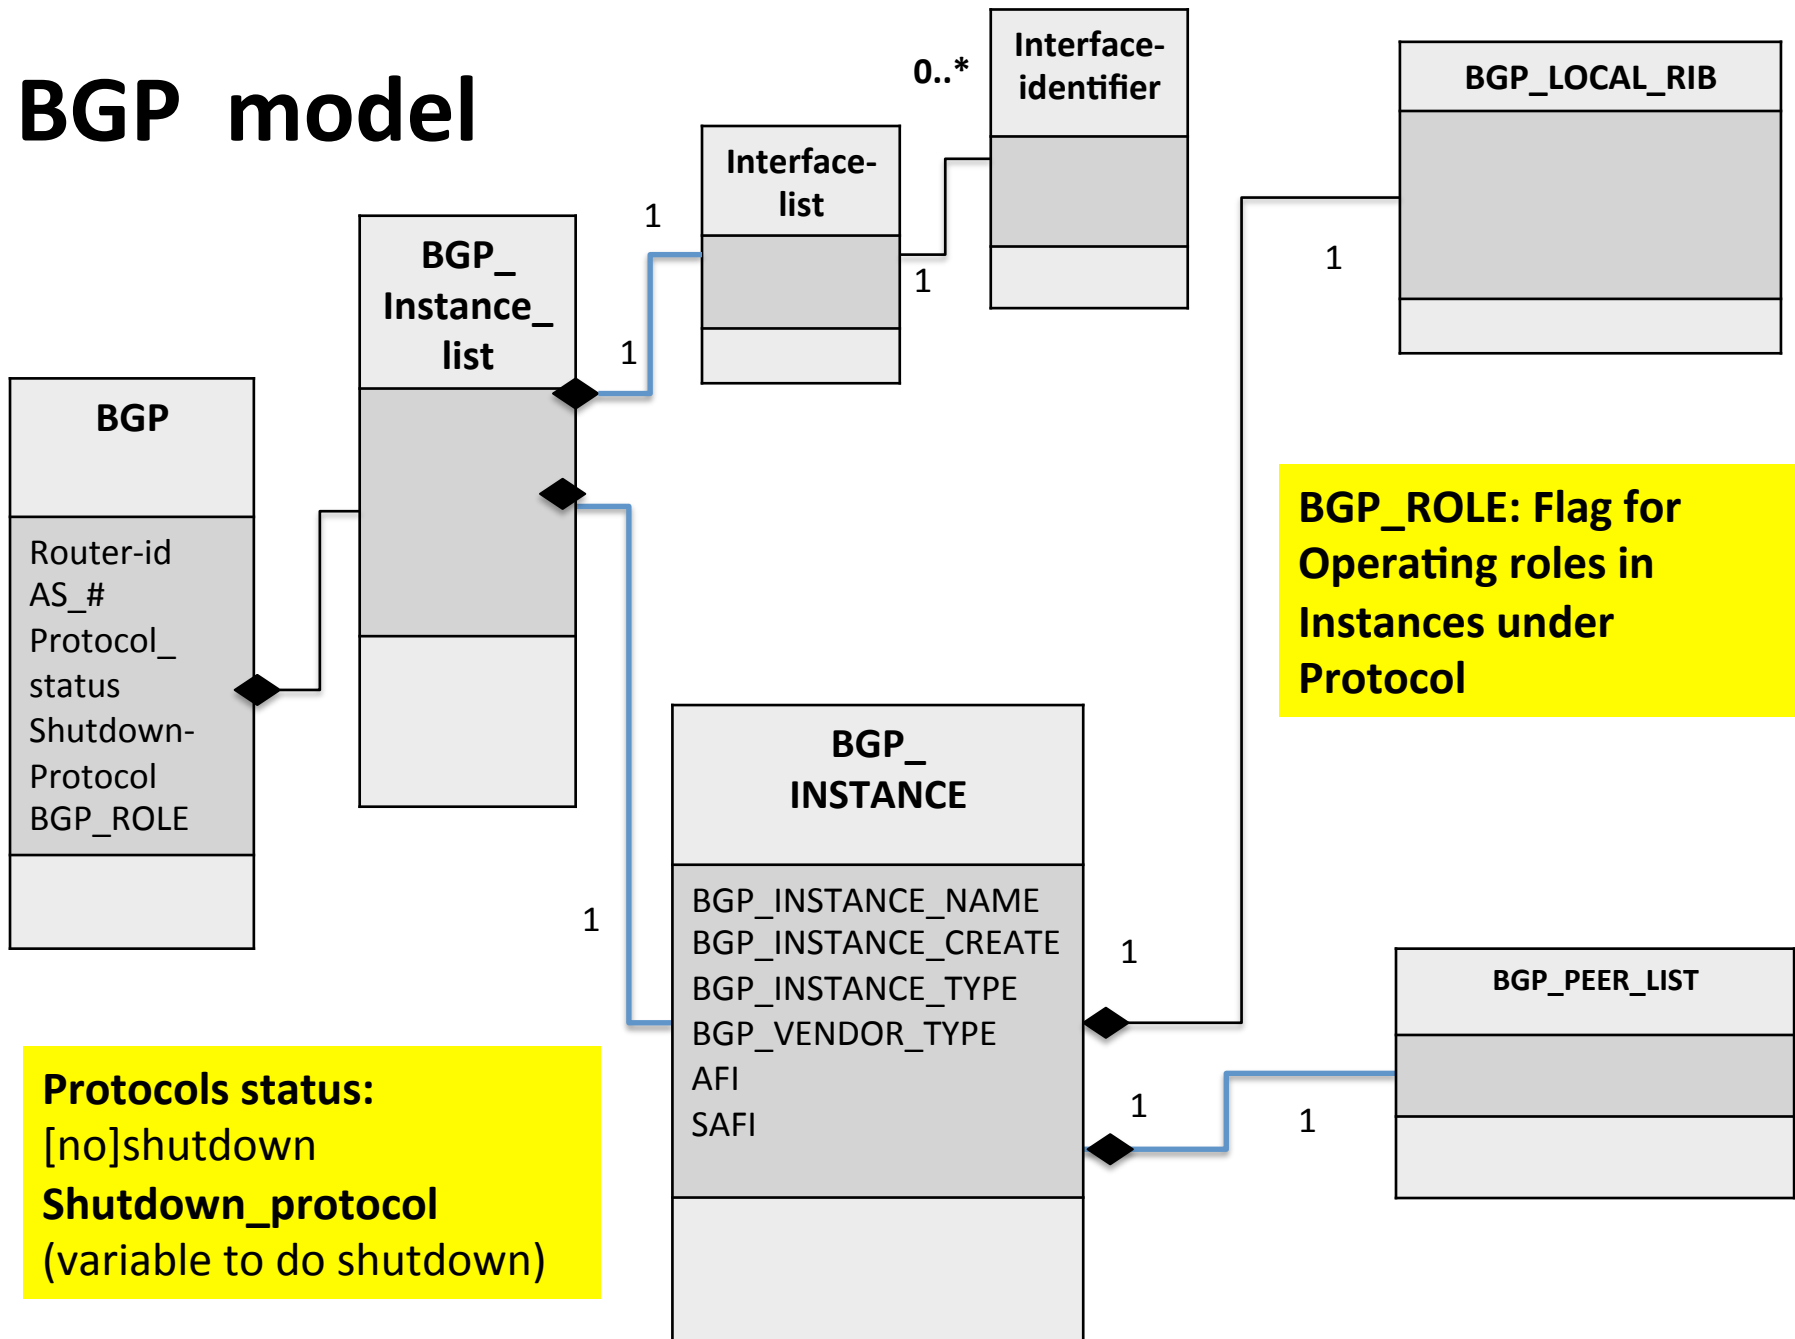 BGP model
0..*
Interface-
identifier
BGP_LOCAL_RIB
Interface-
list
1
BGP_
Instance_
list
1
1
1
BGP
Router-id
AS_#
Protocol_
status
Shutdown-
Protocol
BGP_ROLE
BGP_ROLE: Flag for
Operating roles in
Instances under
Protocol
BGP_
INSTANCE
BGP_INSTANCE_NAME
BGP_INSTANCE_CREATE
BGP_INSTANCE_TYPE
BGP_VENDOR_TYPE
AFI
SAFI
1
1
1
1
BGP_PEER_LIST
Protocols status:
[no]shutdown
Shutdown_protocol
(variable to do shutdown)